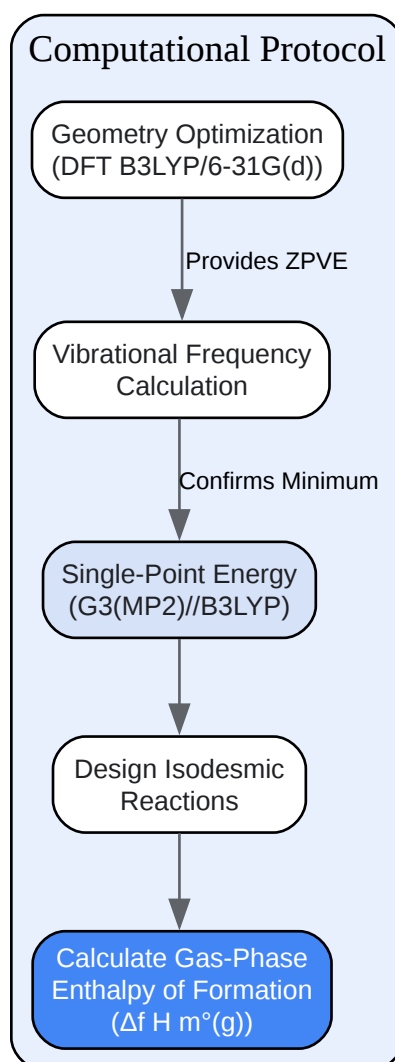 Computational Protocol
Geometry Optimization
(DFT B3LYP/6-31G(d))
Provides ZPVE
Vibrational Frequency
Calculation
Confirms Minimum
Single-Point Energy
(G3(MP2)//B3LYP)
Design Isodesmic
Reactions
Calculate Gas-Phase
Enthalpy of Formation
(Δf H m°(g))